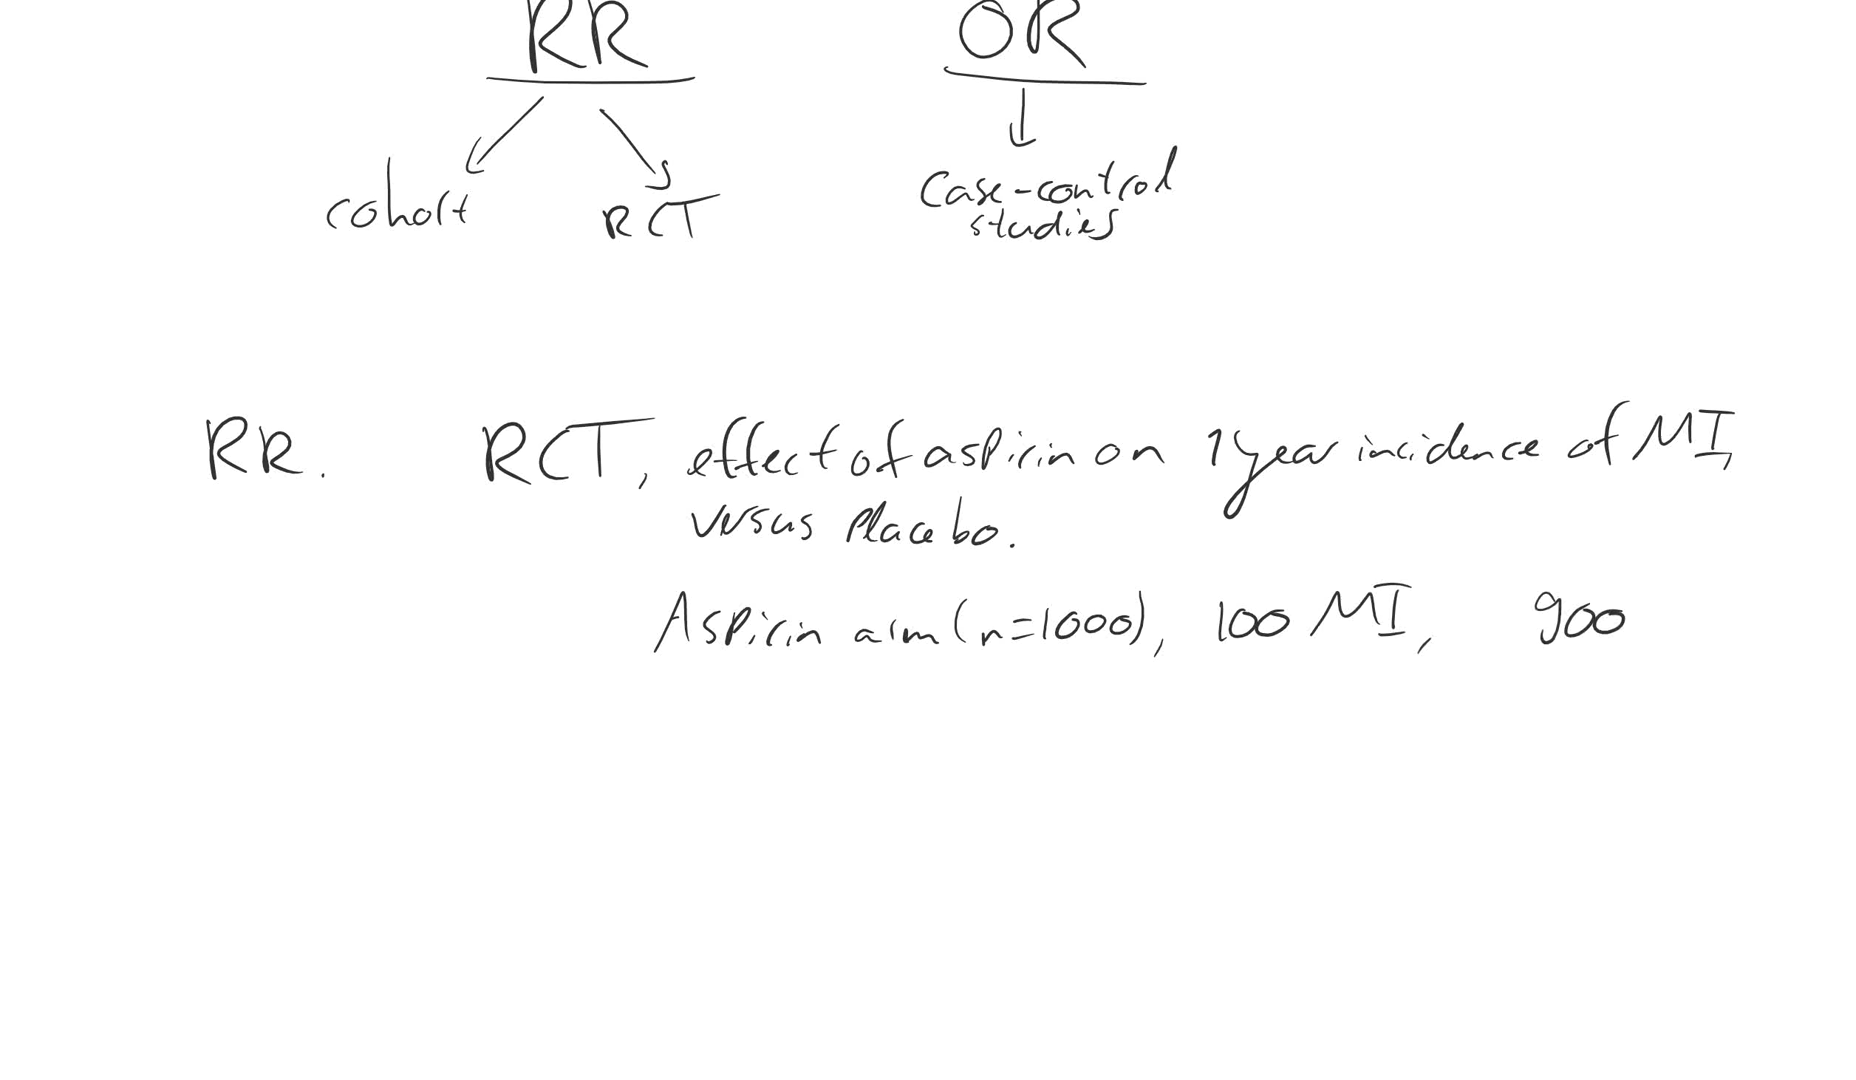 RR OR
cohort RCT Case-control
studies
RR. RCT, effect of aspirin on 1 year incidence of MI,
versus Placebo.
Aspirin arm (n=1000), 100 MI, 900